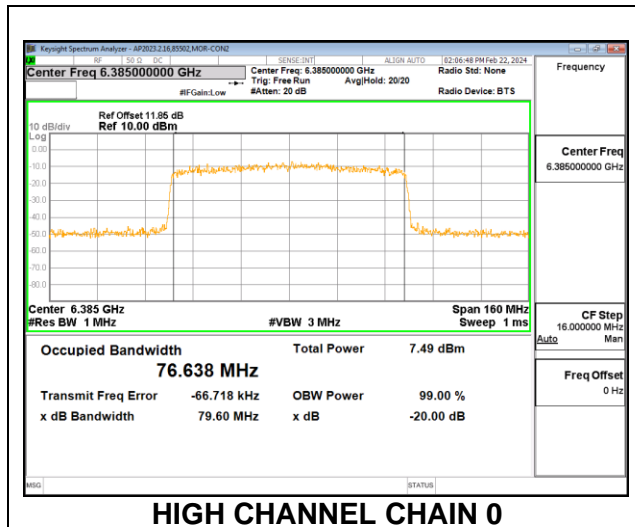 Keysight Spectrum Analyzer - AP2023.2.16,85502,MOR-CON2
RF 50 Ω DC SENSE:INT ALIGN AUTO 02:06:48 PM Feb 22, 2024
Center Freq 6.385000000 GHz
Center Freq: 6.385000000 GHz
Radio Std: None
Trig: Free Run Avg|Hold: 20/20
#IFGain:Low #Atten: 20 dB Radio Device: BTS
Frequency
Ref Offset 11.85 dB
10 dB/div Ref 10.00 dBm
Log
0.00
-10.0
-20.0
-30.0
-40.0
-50.0
-60.0
-70.0
-80.0
Center Freq
6.385000000 GHz
Center 6.385 GHz Span 160 MHz
#Res BW 1 MHz #VBW 3 MHz Sweep 1 ms
CF Step
16.000000 MHz
Auto Man
Occupied Bandwidth Total Power 7.49 dBm
76.638 MHz
Transmit Freq Error -66.718 kHz OBW Power 99.00 %
x dB Bandwidth 79.60 MHz x dB -20.00 dB
Freq Offset
0 Hz
MSG STATUS
HIGH CHANNEL CHAIN 0